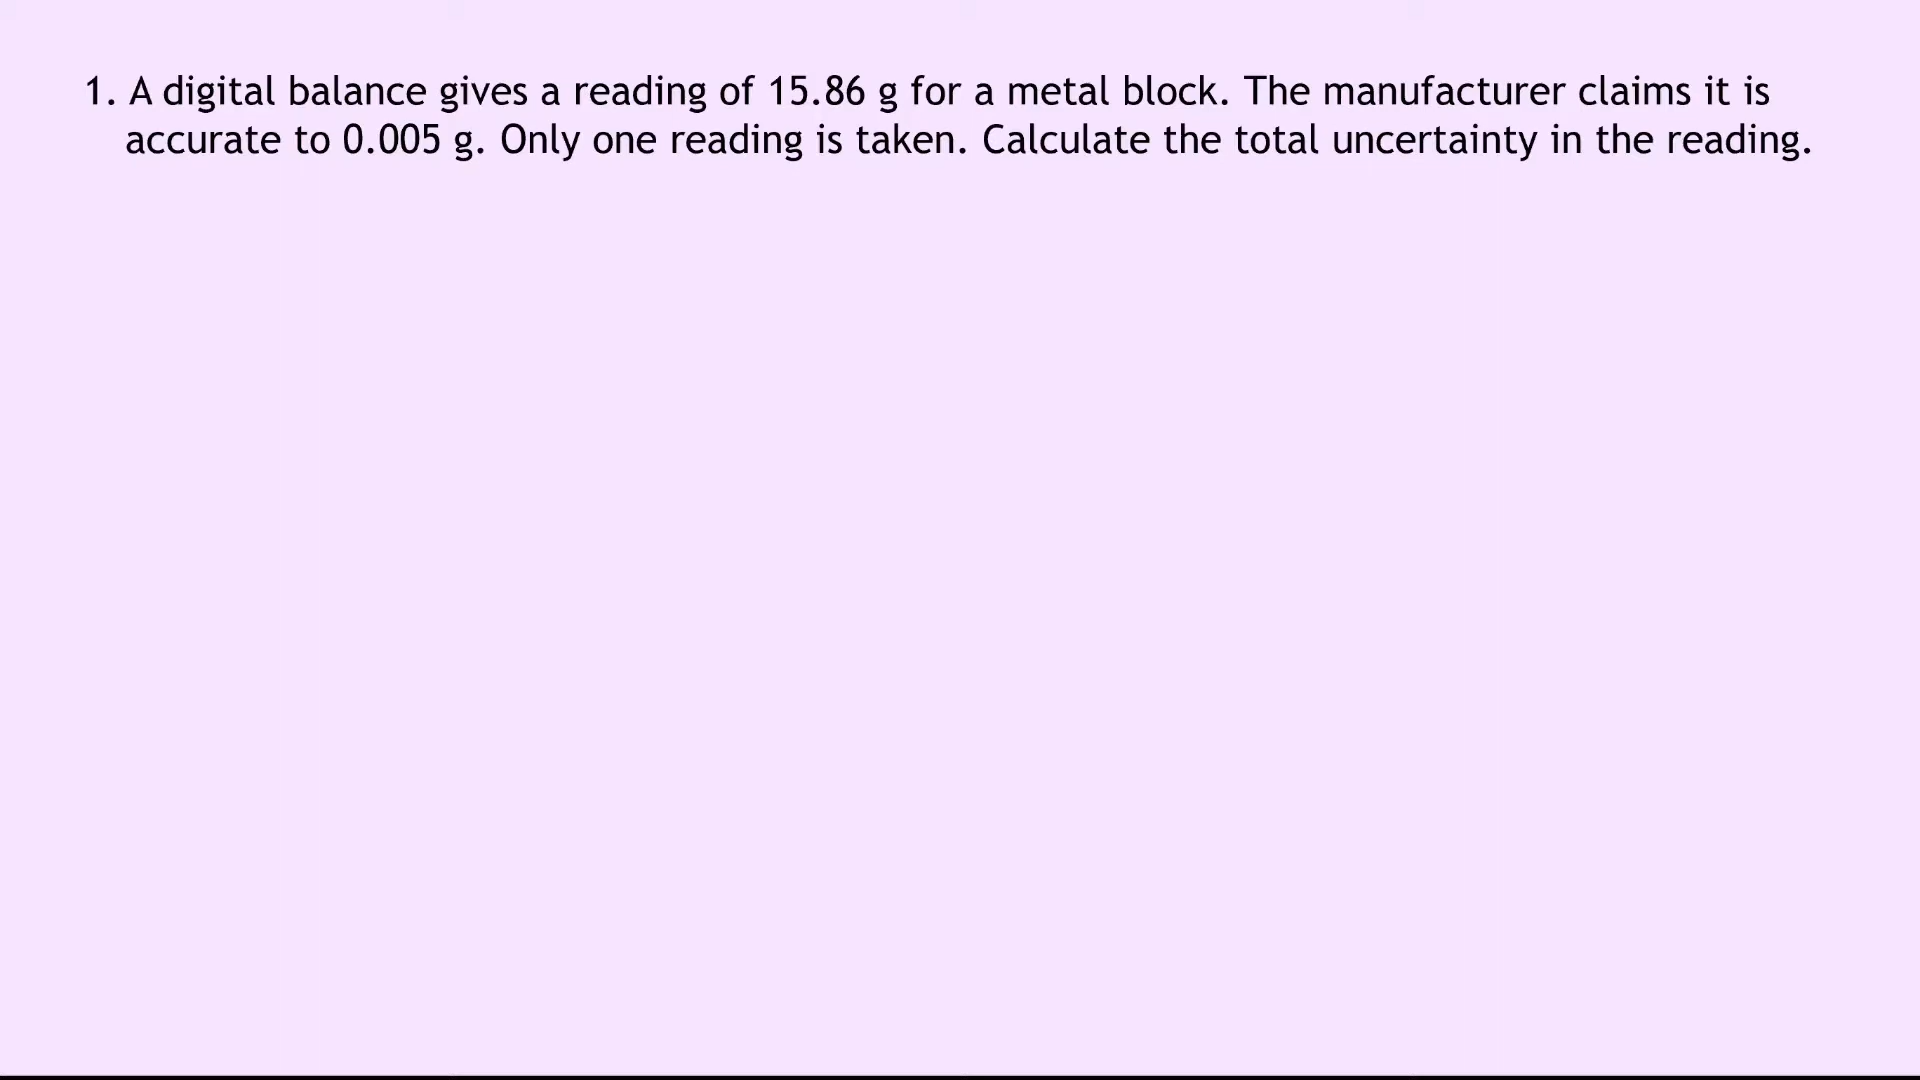 1. A digital balance gives a reading of 15.86 g for a metal block. The manufacturer claims it is
accurate to 0.005 g. Only one reading is taken. Calculate the total uncertainty in the reading.